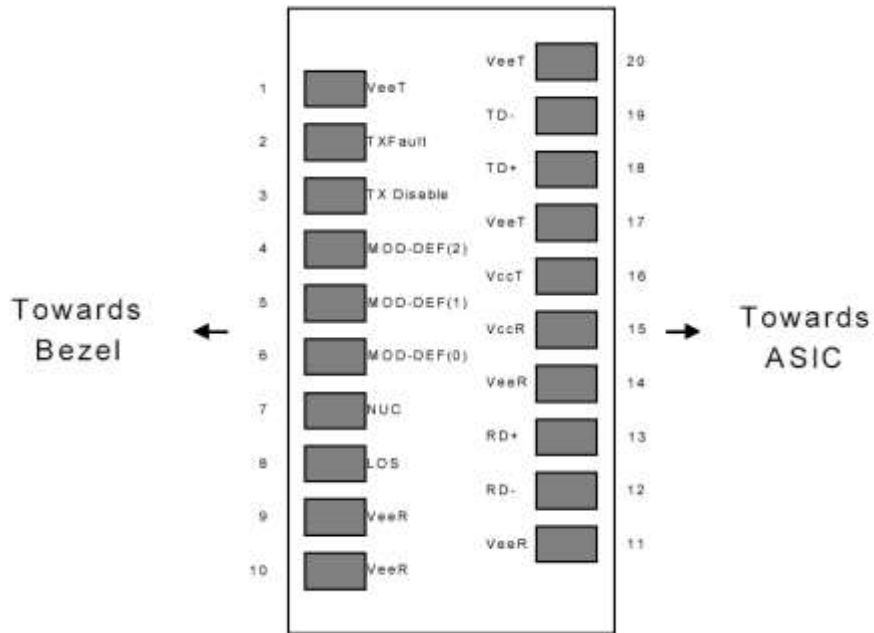 VeeT 20
1 VeeT
TD- 19
2 TXFault
TD+ 18
3 TX Disable
VeeT 17
4 MOD-DEF(2)
VccT 16
5 MOD-DEF(1)
VccR 15
6 MOD-DEF(0)
VeeR 14
7 NUC
RD+ 13
8 LOS
RD- 12
9 VeeR
VeeR 11
10 VeeR
Towards
Bezel
Towards
ASIC